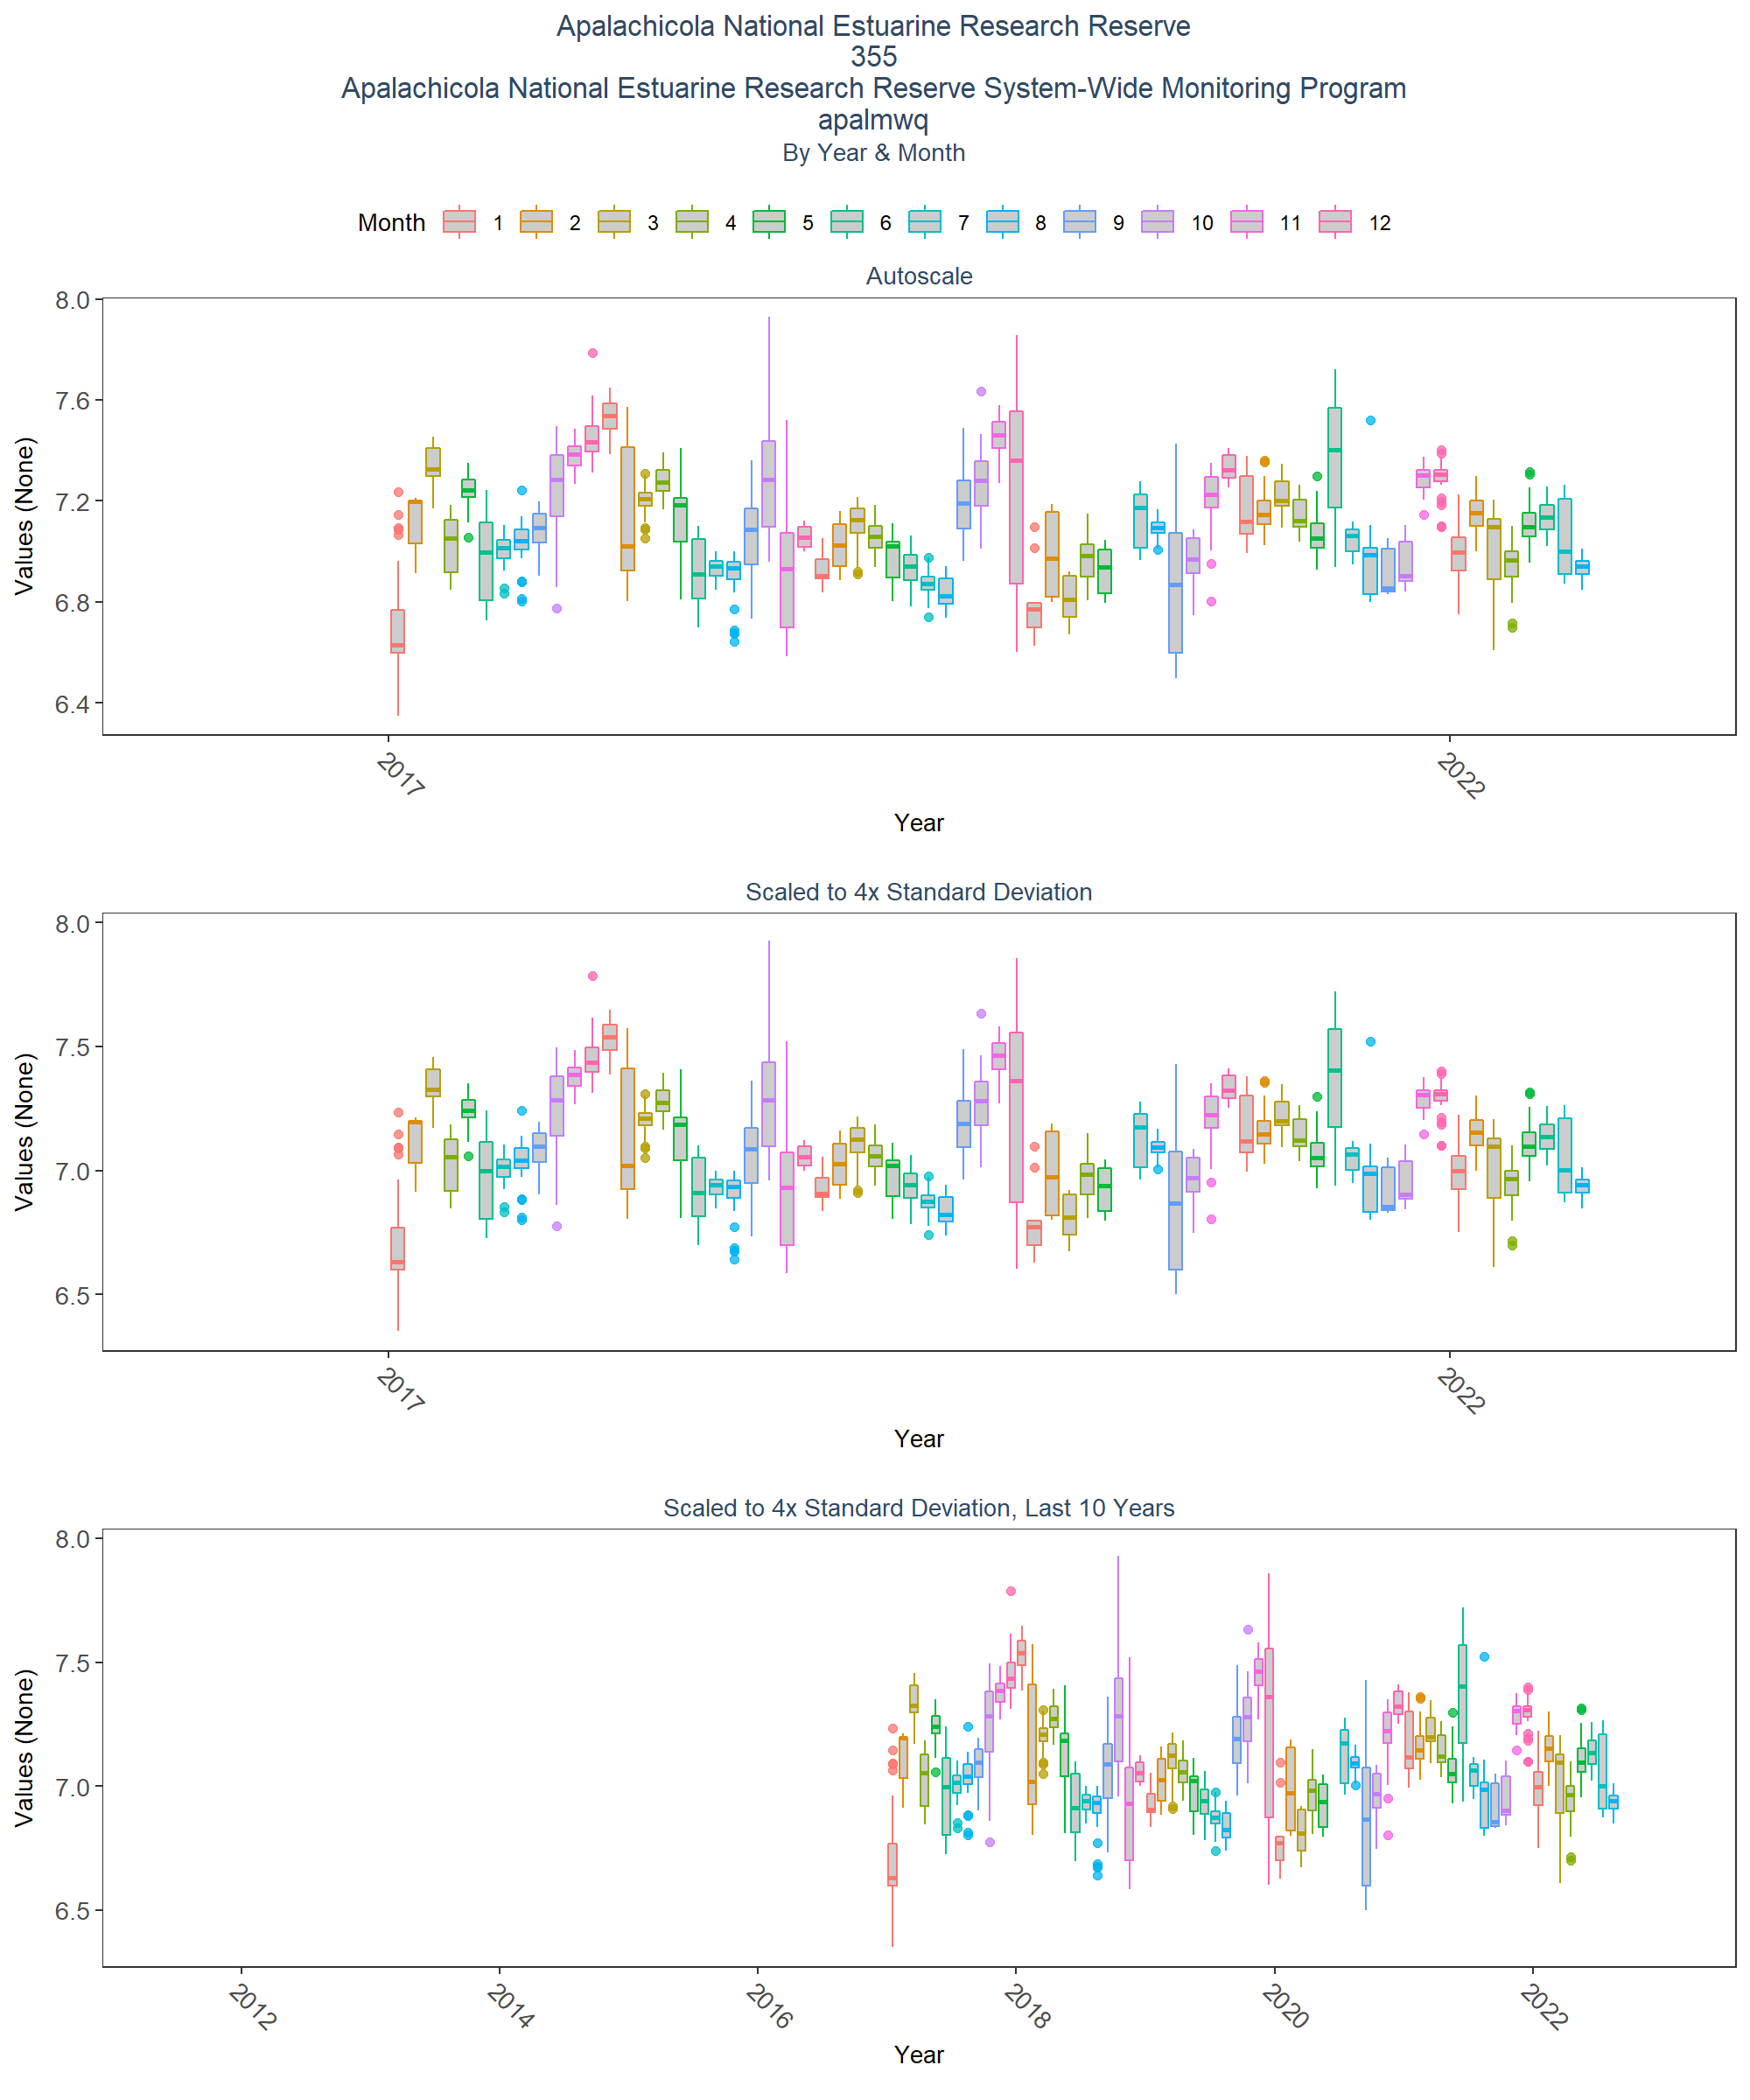 Apalachicola National Estuarine Research Reserve
355
Apalachicola National Estuarine Research Reserve System-Wide Monitoring Program
apalmwq
By Year & Month
Month 1 2 3 4 5 6 7 8 9 10 11 12
Autoscale
8.0
7.6
7.2
6.8
6.4
Values (None)
2017 2022
Year
Scaled to 4x Standard Deviation
8.0
7.5
7.0
6.5
Values (None)
2017 2022
Year
Scaled to 4x Standard Deviation, Last 10 Years
8.0
7.5
7.0
6.5
Values (None)
2012 2014 2016 2018 2020 2022
Year